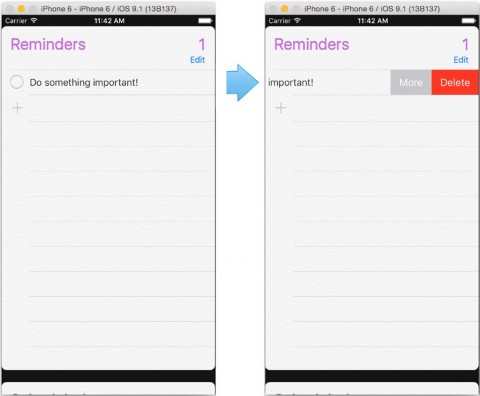 iPhone 6 - iPhone 6 / iOS 9.1 (13B137)
Carrier 11:42 AM
Reminders 1
Edit
Do something important!
iPhone 6 - iPhone 6 / iOS 9.1 (13B137)
Carrier 11:42 AM
Reminders 1
Edit
important! More Delete